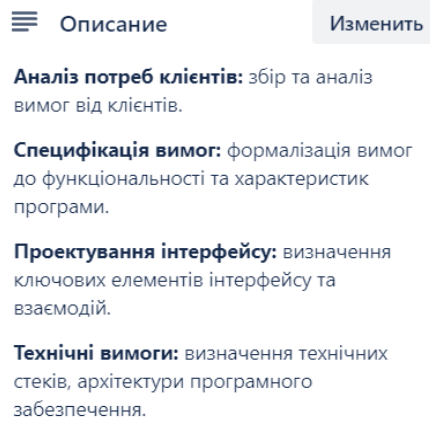 Описание
Изменить
Аналіз потреб клієнтів: збір та аналіз
вимог від клієнтів.
Специфікація вимог: формалізація вимог
до функціональності та характеристик
програми.
Проектування інтерфейсу: визначення
ключових елементів інтерфейсу та
взаємодій.
Технічні вимоги: визначення технічних
стеків, архітектури програмного
забезпечення.